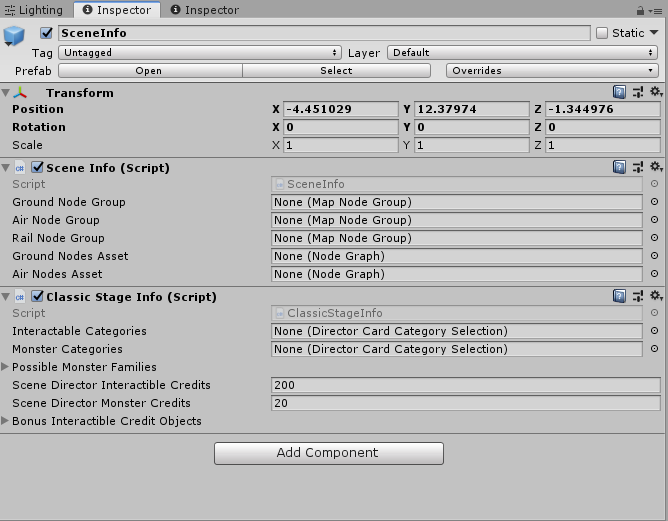 Lighting Inspector Inspector
SceneInfo Static
Tag Untagged Layer Default
Prefab Open Select Overrides
Transform
Position X -4.451029 Y 12.37974 Z -1.344976
Rotation X 0 Y 0 Z 0
Scale X 1 Y 1 Z 1
Scene Info (Script)
Script SceneInfo
Ground Node Group None (Map Node Group)
Air Node Group None (Map Node Group)
Rail Node Group None (Map Node Group)
Ground Nodes Asset None (Node Graph)
Air Nodes Asset None (Node Graph)
Classic Stage Info (Script)
Script ClassicStageInfo
Interactable Categories None (Director Card Category Selection)
Monster Categories None (Director Card Category Selection)
Possible Monster Families
Scene Director Interactible Credits 200
Scene Director Monster Credits 20
Bonus Interactible Credit Objects
Add Component